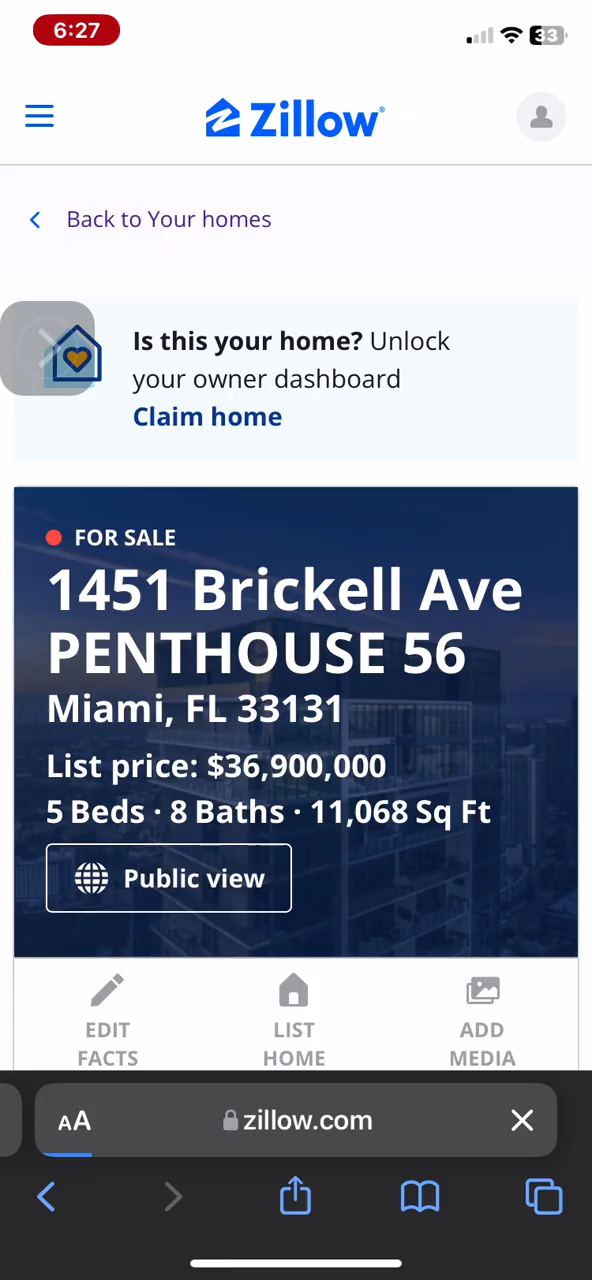 6:27
33
Zillow®
Back to Your homes
Is this your home? Unlock
your owner dashboard
Claim home
FOR SALE
1451 Brickell Ave
PENTHOUSE 56
Miami, FL 33131
List price: $36,900,000
5 Beds · 8 Baths · 11,068 Sq Ft
Public view
EDIT
FACTS
LIST
HOME
ADD
MEDIA
AA
zillow.com